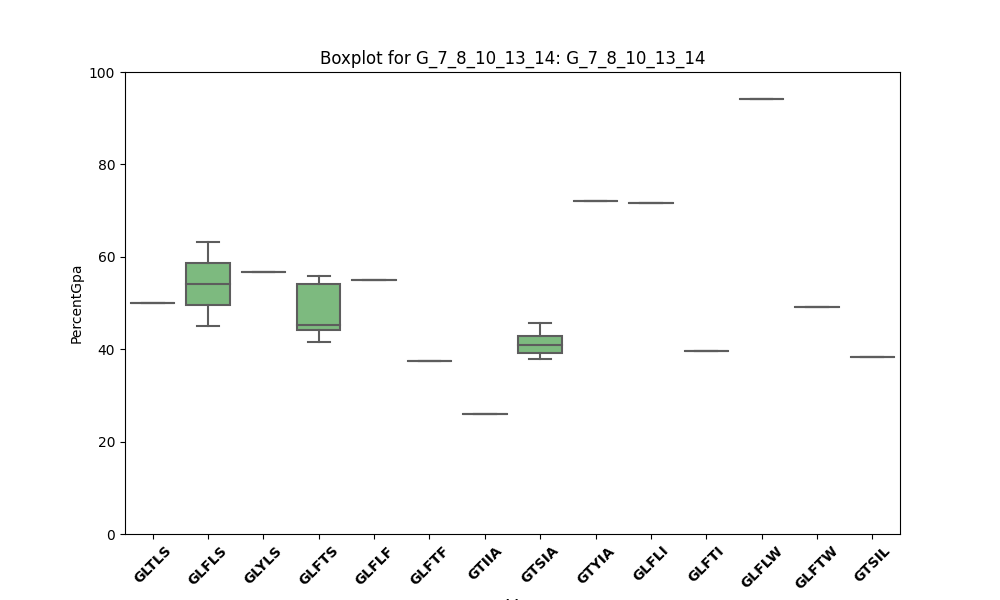 Boxplot for G_7_8_10_13_14: G_7_8_10_13_14
100
80
60
40
20
0
PercentGpa
GLTLS
GLFLS
GLYLS
GLFTS
GLFLF
GLFTF
GTIIA
GTSIA
GTYIA
GLFLI
GLFTI
GLFLW
GLFTW
GTSIL